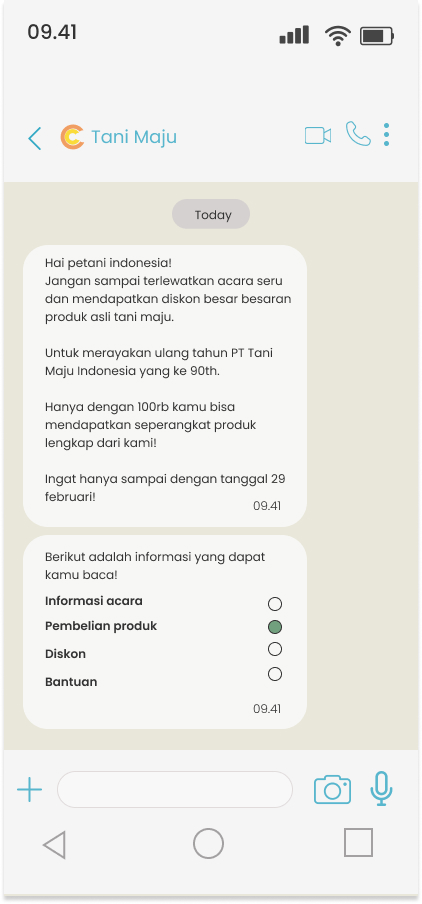 09.41
Tani Maju
Today
Hai petani indonesia!
Jangan sampai terlewatkan acara seru
dan mendapatkan diskon besar besaran
produk asli tani maju.
Untuk merayakan ulang tahun PT Tani
Maju Indonesia yang ke 90th.
Hanya dengan 100rb kamu bisa
mendapatkan seperangkat produk
lengkap dari kami!
Ingat hanya sampai dengan tanggal 29
februari!
09.41
Berikut adalah informasi yang dapat
kamu baca!
Informasi acara
Pembelian produk
Diskon
Bantuan
09.41